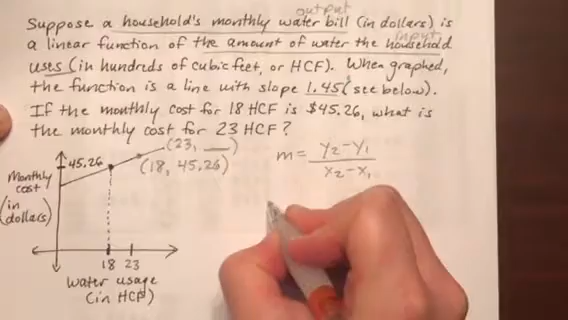 output
Suppose a household's monthly water bill (in dollars) is
input
a linear function of the amount of water the household
uses (in hundreds of cubic feet, or HCF). When graphed,
the function is a line with slope 1.45 (see below).
If the monthly cost for 18 HCF is $45.26, what is
the monthly cost for 23 HCF?
(23, __)
45.26
(18, 45.26)
m = y₂-y₁
x₂-x₁
Monthly
cost
(in
dollars)
18 23
Water usage
(in HCF)